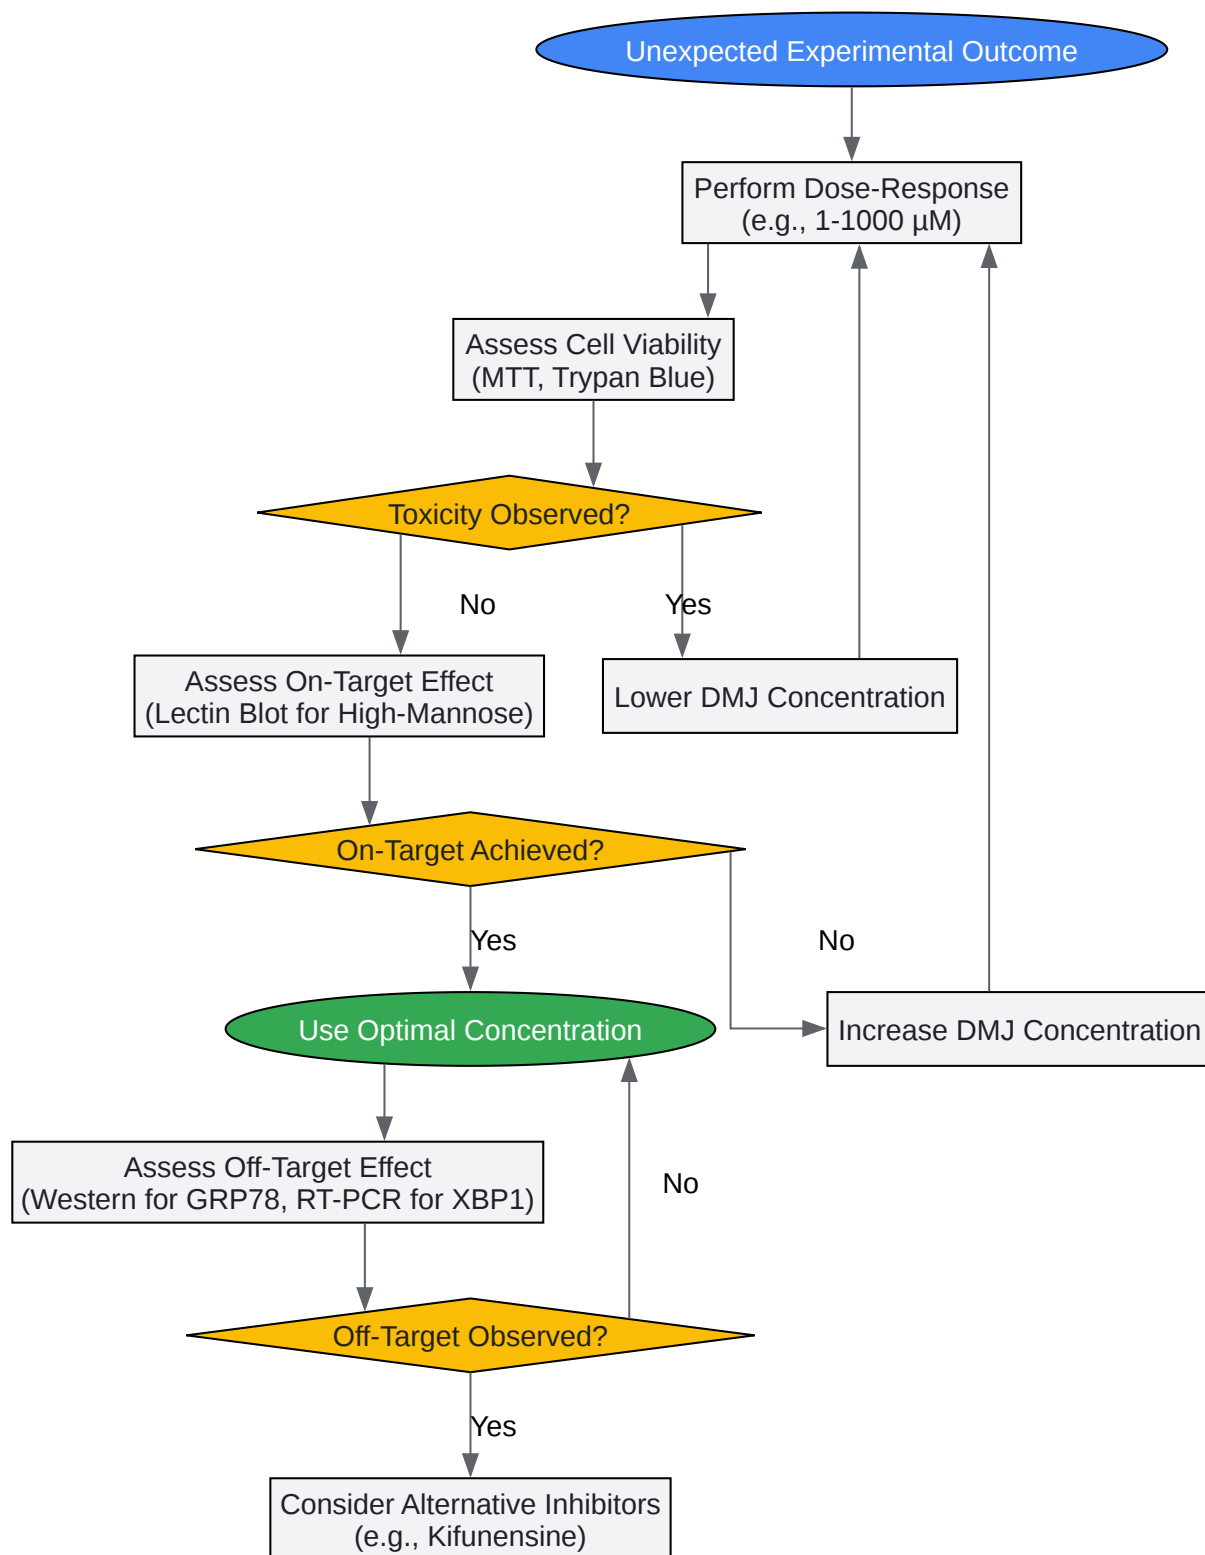 Unexpected Experimental Outcome
Perform Dose-Response
(e.g., 1-1000 µM)
Assess Cell Viability
(MTT, Trypan Blue)
Toxicity Observed?
No
Yes
Assess On-Target Effect
(Lectin Blot for High-Mannose)
Lower DMJ Concentration
On-Target Achieved?
Yes
No
Use Optimal Concentration
Increase DMJ Concentration
Assess Off-Target Effect
(Western for GRP78, RT-PCR for XBP1)
No
Off-Target Observed?
Yes
Consider Alternative Inhibitors
(e.g., Kifunensine)